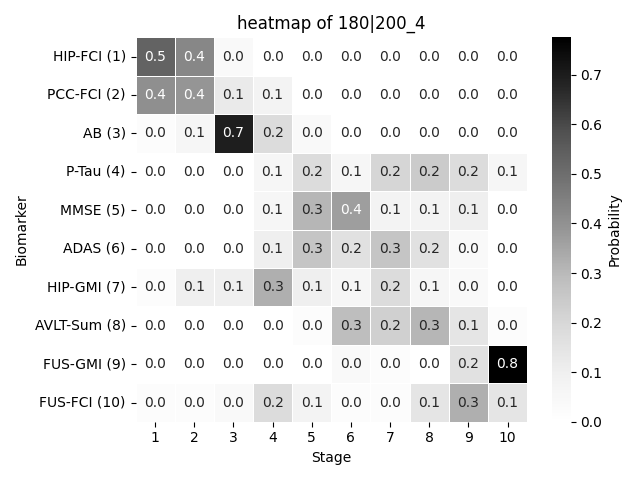 heatmap of 180|200_4
HIP-FCI (1) 0.5 0.4 0.0 0.0 0.0 0.0 0.0 0.0 0.0 0.0
PCC-FCI (2) 0.4 0.4 0.1 0.1 0.0 0.0 0.0 0.0 0.0 0.0
AB (3) 0.0 0.1 0.7 0.2 0.0 0.0 0.0 0.0 0.0 0.0
P-Tau (4) 0.0 0.0 0.0 0.1 0.2 0.1 0.2 0.2 0.2 0.1
MMSE (5) 0.0 0.0 0.0 0.1 0.3 0.4 0.1 0.1 0.1 0.0
ADAS (6) 0.0 0.0 0.0 0.1 0.3 0.2 0.3 0.2 0.0 0.0
HIP-GMI (7) 0.0 0.1 0.1 0.3 0.1 0.1 0.2 0.1 0.0 0.0
AVLT-Sum (8) 0.0 0.0 0.0 0.0 0.0 0.3 0.2 0.3 0.1 0.0
FUS-GMI (9) 0.0 0.0 0.0 0.0 0.0 0.0 0.0 0.0 0.2 0.8
FUS-FCI (10) 0.0 0.0 0.0 0.2 0.1 0.0 0.0 0.1 0.3 0.1
1 2 3 4 5 6 7 8 9 10
Stage
Biomarker
0.7
0.6
0.5
0.4
0.3
0.2
0.1
0.0
Probability